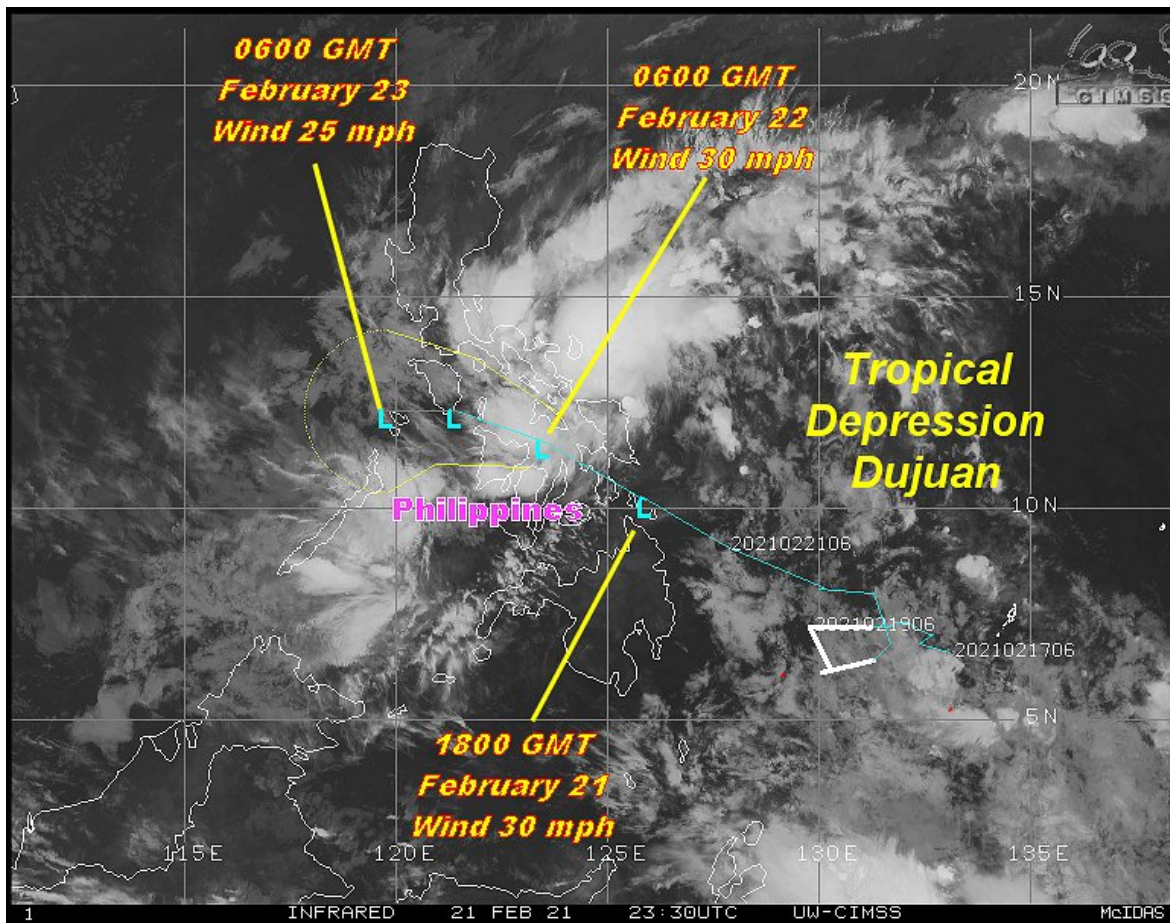 0600 GMT
February 23
Wind 25 mph
0600 GMT
February 22
Wind 30 mph
20N
CIMSS
15N
Tropical
Depression
Dujuan
L
L
L
L
Philippines
10N
2021022106
2021021906
2021021706
5N
1800 GMT
February 21
Wind 30 mph
115E
120E
125E
130E
135E
1 INFRARED 21 FEB 21 23:30UTC UW-CIMSS McIDAS